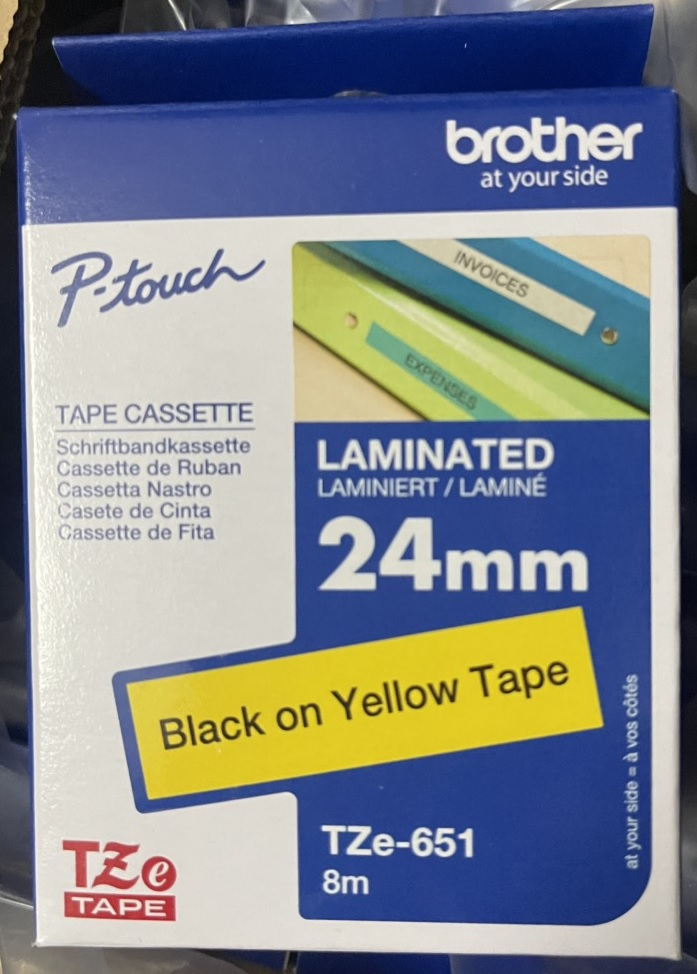 brother
at your side
P-touch
INVOICES
EXPENSES
TAPE CASSETTE
Schriftbandkassette
Cassette de Ruban
Cassetta Nastro
Casete de Cinta
Cassette de Fita
LAMINATED
LAMINIERT / LAMINÉ
24mm
Black on Yellow Tape
at your side = à vos côtés
TZe-651
8m
TZe
TAPE